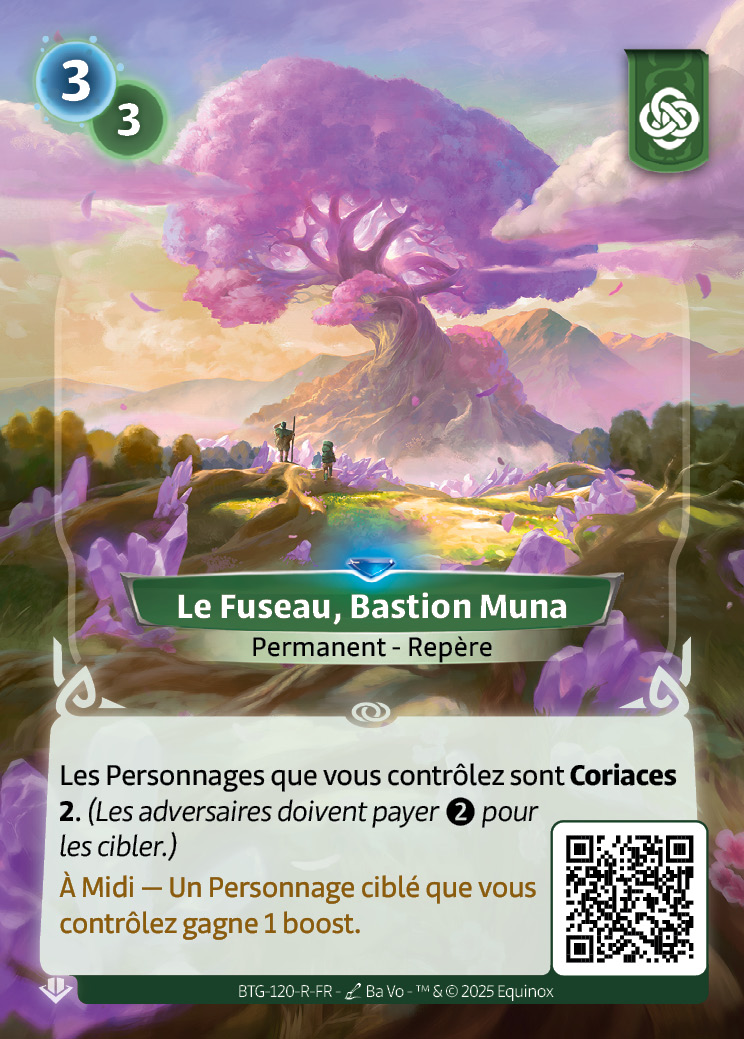 3
3
Le Fuseau, Bastion Muna
Permanent - Repère
Les Personnages que vous contrôlez sont Coriaces
2. (Les adversaires doivent payer 2 pour
les cibler.)
À Midi — Un Personnage ciblé que vous
contrôlez gagne 1 boost.
BTG-120-R-FR - Ba Vo - ™ & © 2025 Equinox